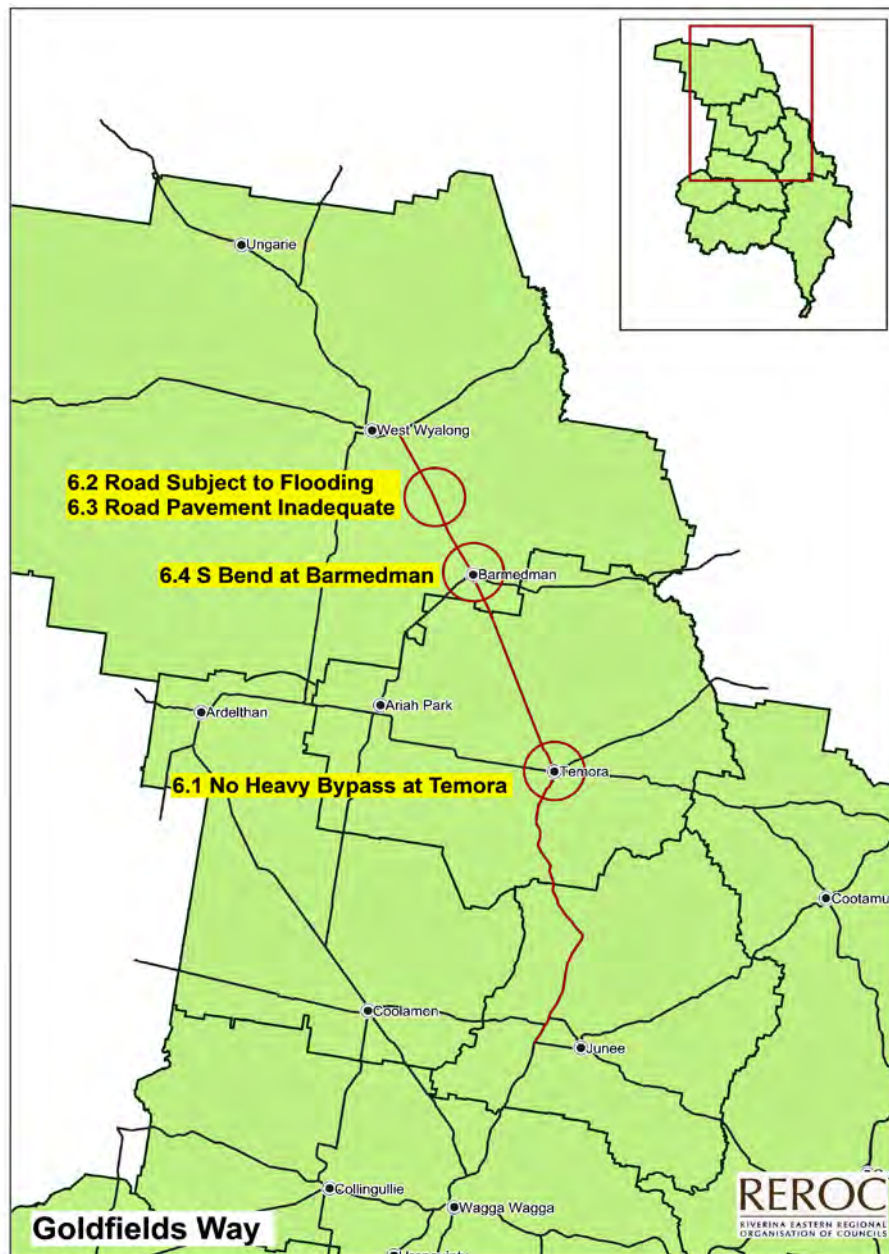 Ungarie
West Wyalong
6.2 Road Subject to Flooding
6.3 Road Pavement Inadequate
6.4 S Bend at Barmedman
Barmedman
Ardelthan
Ariah Park
Temora
6.1 No Heavy Bypass at Temora
Cootamu
Coolamon
Junee
Collingullie
Wagga Wagga
Goldfields Way
REROC
RIVERINA EASTERN REGIONAL
ORGANISATION OF COUNCILS